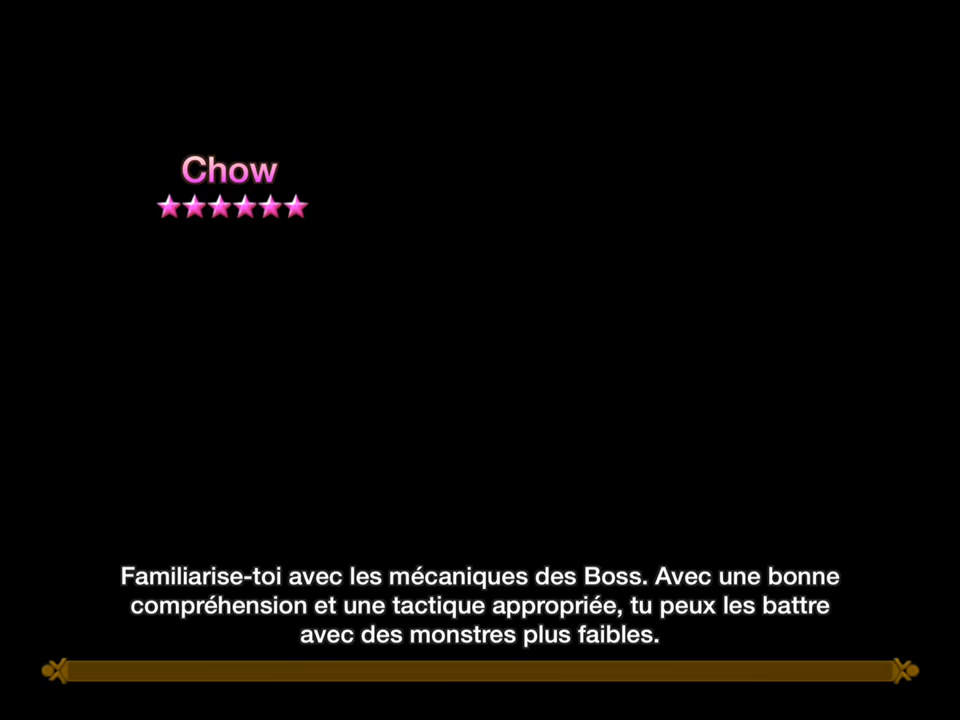 Chow
Familiarise-toi avec les mécaniques des Boss. Avec une bonne
compréhension et une tactique appropriée, tu peux les battre
avec des monstres plus faibles.